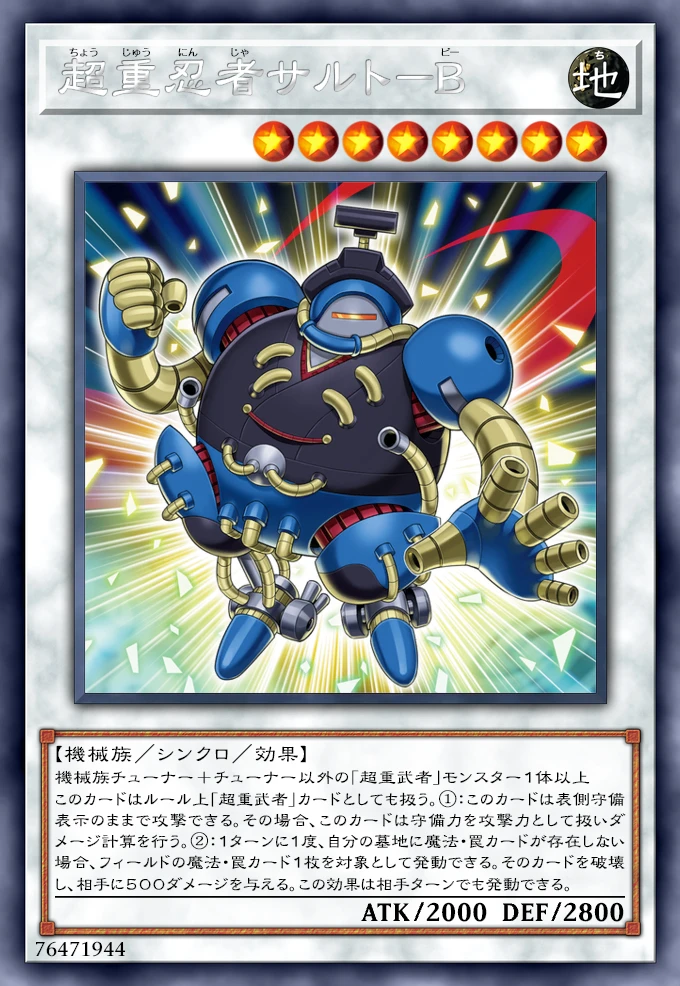 ちょう じゅう にん じゃ ビー
超重忍者サルト－B
ち
地
【機械族／シンクロ／効果】
機械族チューナー＋チューナー以外の「超重武者」モンスター1体以上
このカードはルール上「超重武者」カードとしても扱う。①：このカードは表側守備
表示のままで攻撃できる。その場合、このカードは守備力を攻撃力として扱いダ
メージ計算を行う。②：1ターンに1度、自分の墓地に魔法・罠カードが存在しない
場合、フィールドの魔法・罠カード1枚を対象として発動できる。そのカードを破壊
し、相手に500ダメージを与える。この効果は相手ターンでも発動できる。
ATK/2000 DEF/2800
76471944